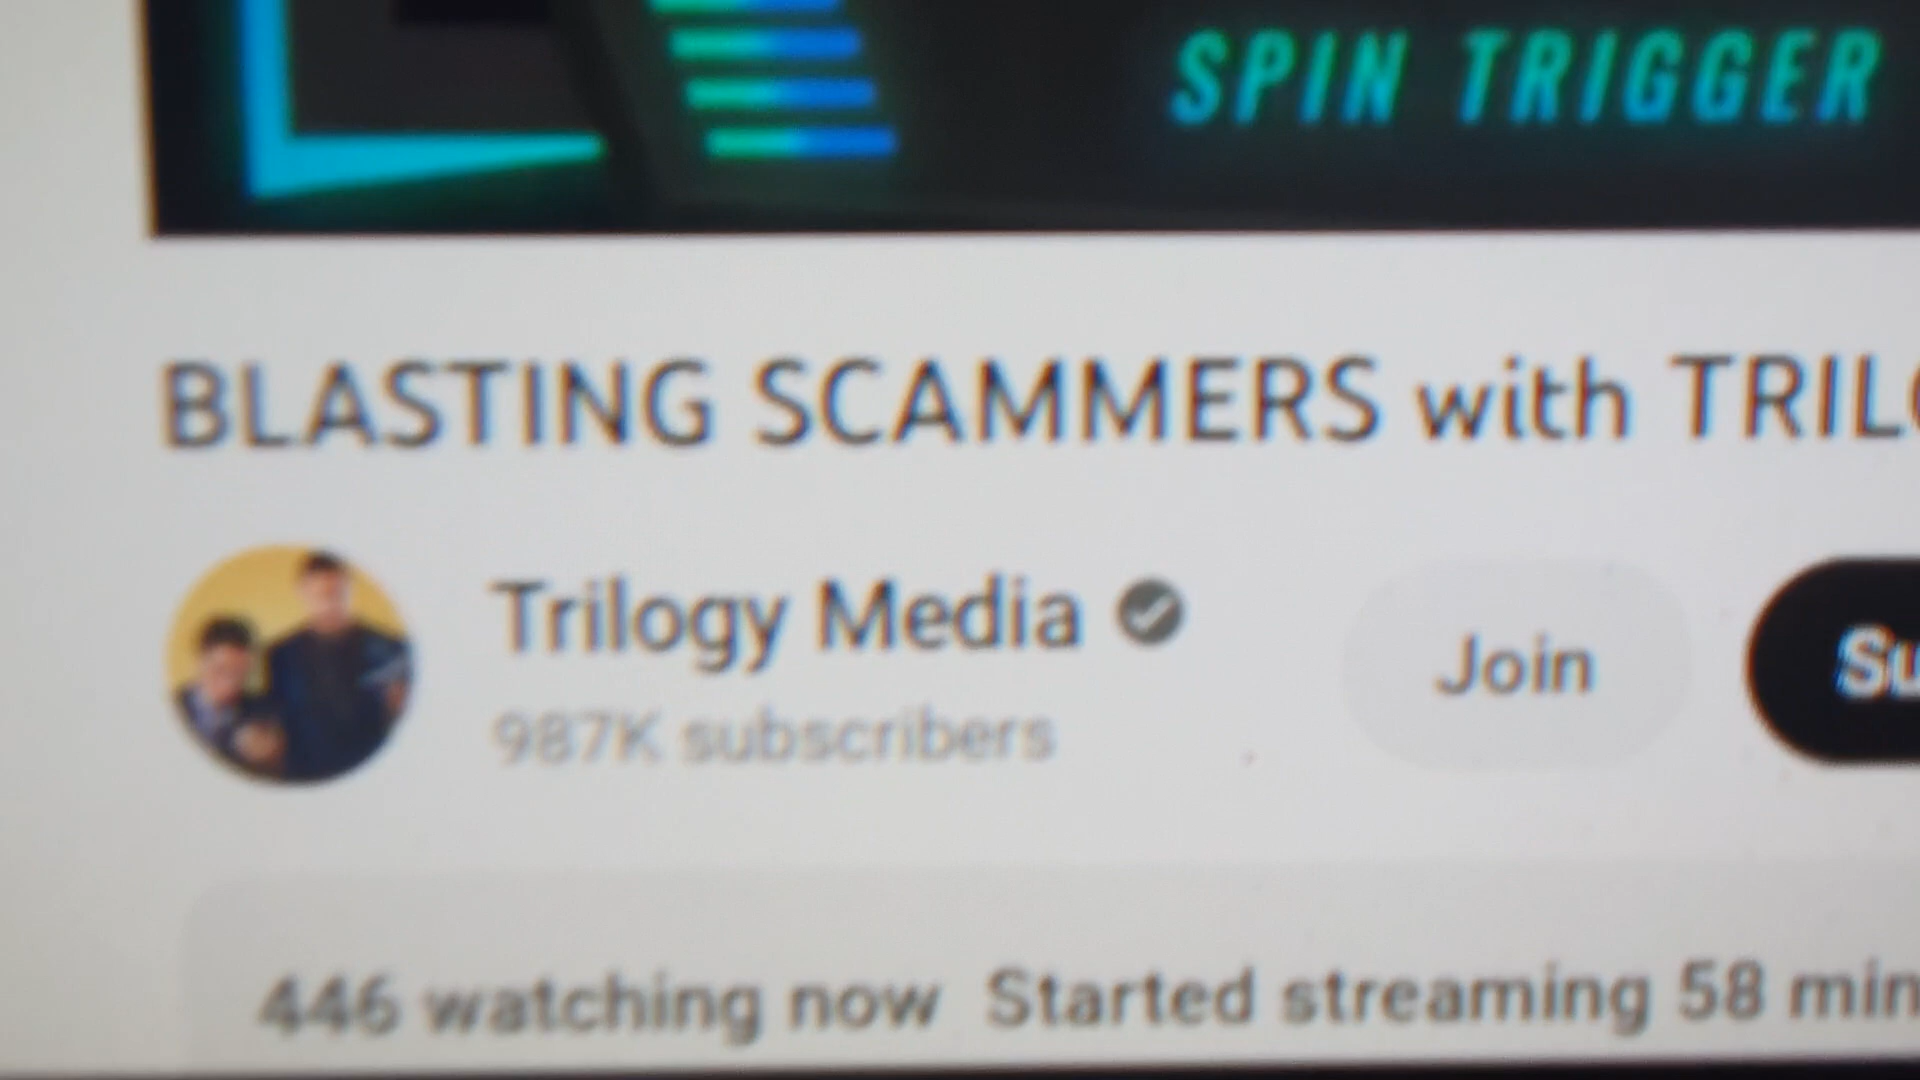 SPIN TRIGGER
BLASTING SCAMMERS with
Trilogy Media
987K subscribers
Join
446 watching now Started streaming 58